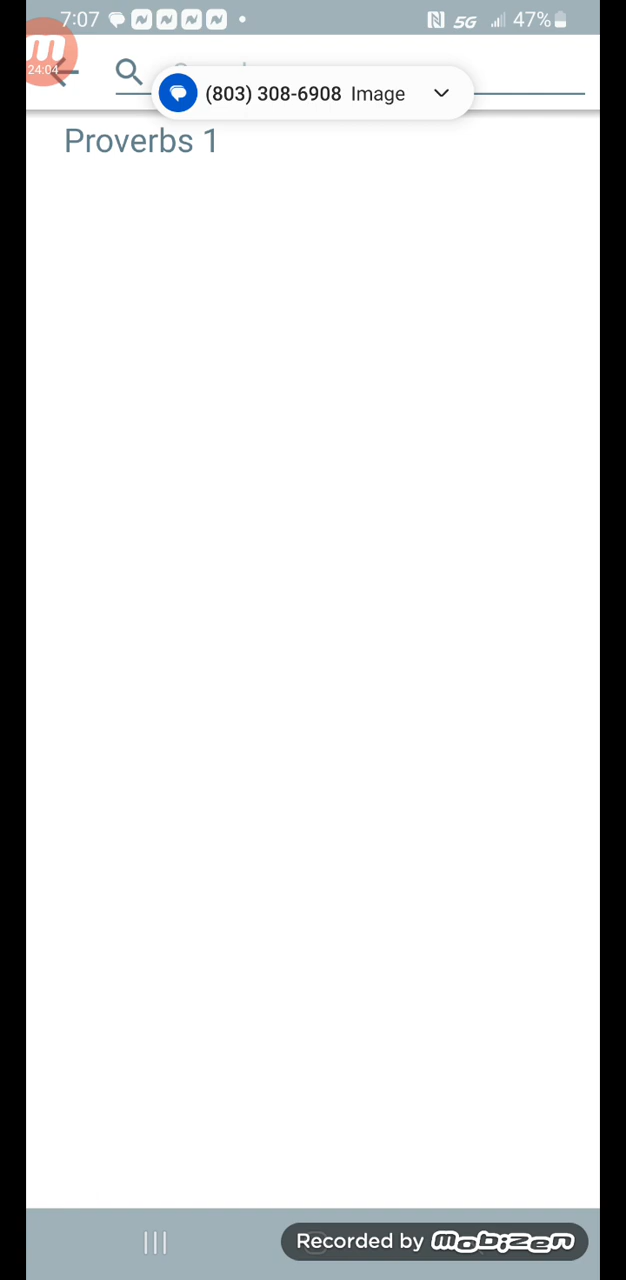 7:07 5G 47%
24:04
(803) 308-6908 Image
Proverbs 1
Recorded by mobizen